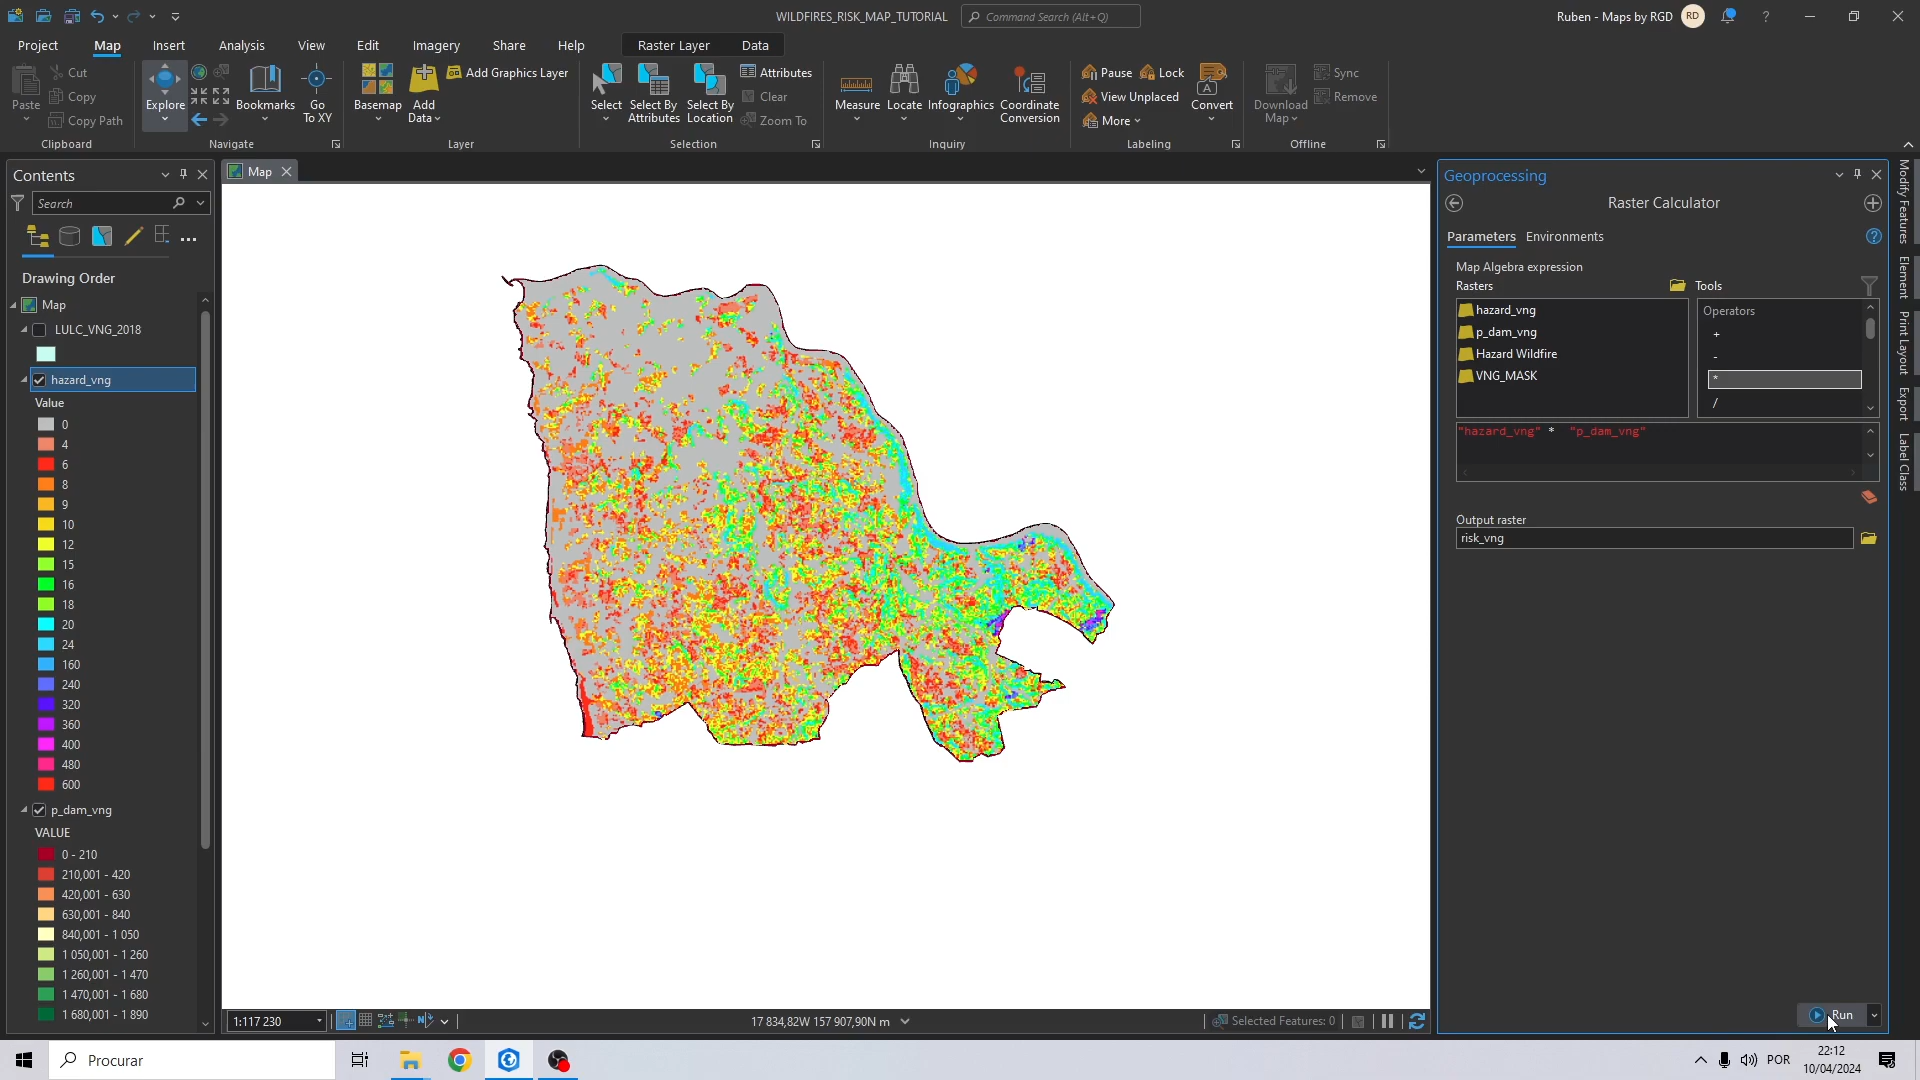 WILDFIRES_RISK_MAP_TUTORIAL
Command Search (Alt+Q)
Ruben - Maps by RGD
RD
?
Project
Map
Insert
Analysis
View
Edit
Imagery
Share
Help
Raster Layer
Data
Paste
Cut
Copy
Copy Path
Clipboard
Explore
Bookmarks
Go
To XY
Navigate
Basemap
Add
Data
Add Graphics Layer
Layer
Select
Select By
Attributes
Select By
Location
Attributes
Clear
Zoom To
Selection
Measure
Locate
Infographics
Coordinate
Conversion
Inquiry
Pause
Lock
View Unplaced
More
Convert
Labeling
Download
Map
Sync
Remove
Offline
Contents
Search
Drawing Order
Map
LULC_VNG_2018
hazard_vng
Value
0
4
6
8
9
10
12
15
16
18
20
24
160
240
320
360
400
480
600
p_dam_vng
VALUE
0 - 210
210,001 - 420
420,001 - 630
630,001 - 840
840,001 - 1 050
1 050,001 - 1 260
1 260,001 - 1 470
1 470,001 - 1 680
1 680,001 - 1 890
Map
1:117 230
17 834,82W 157 907,90N m
Selected Features: 0
Geoprocessing
Raster Calculator
Parameters
Environments
?
Map Algebra expression
Rasters
Tools
hazard_vng
p_dam_vng
Hazard Wildfire
VNG_MASK
Operators
+
-
*
/
"hazard_vng" * "p_dam_vng"
Output raster
risk_vng
Run
Modify Features
Element
Print Layout
Export
Label Class
Procurar
POR
22:12
10/04/2024